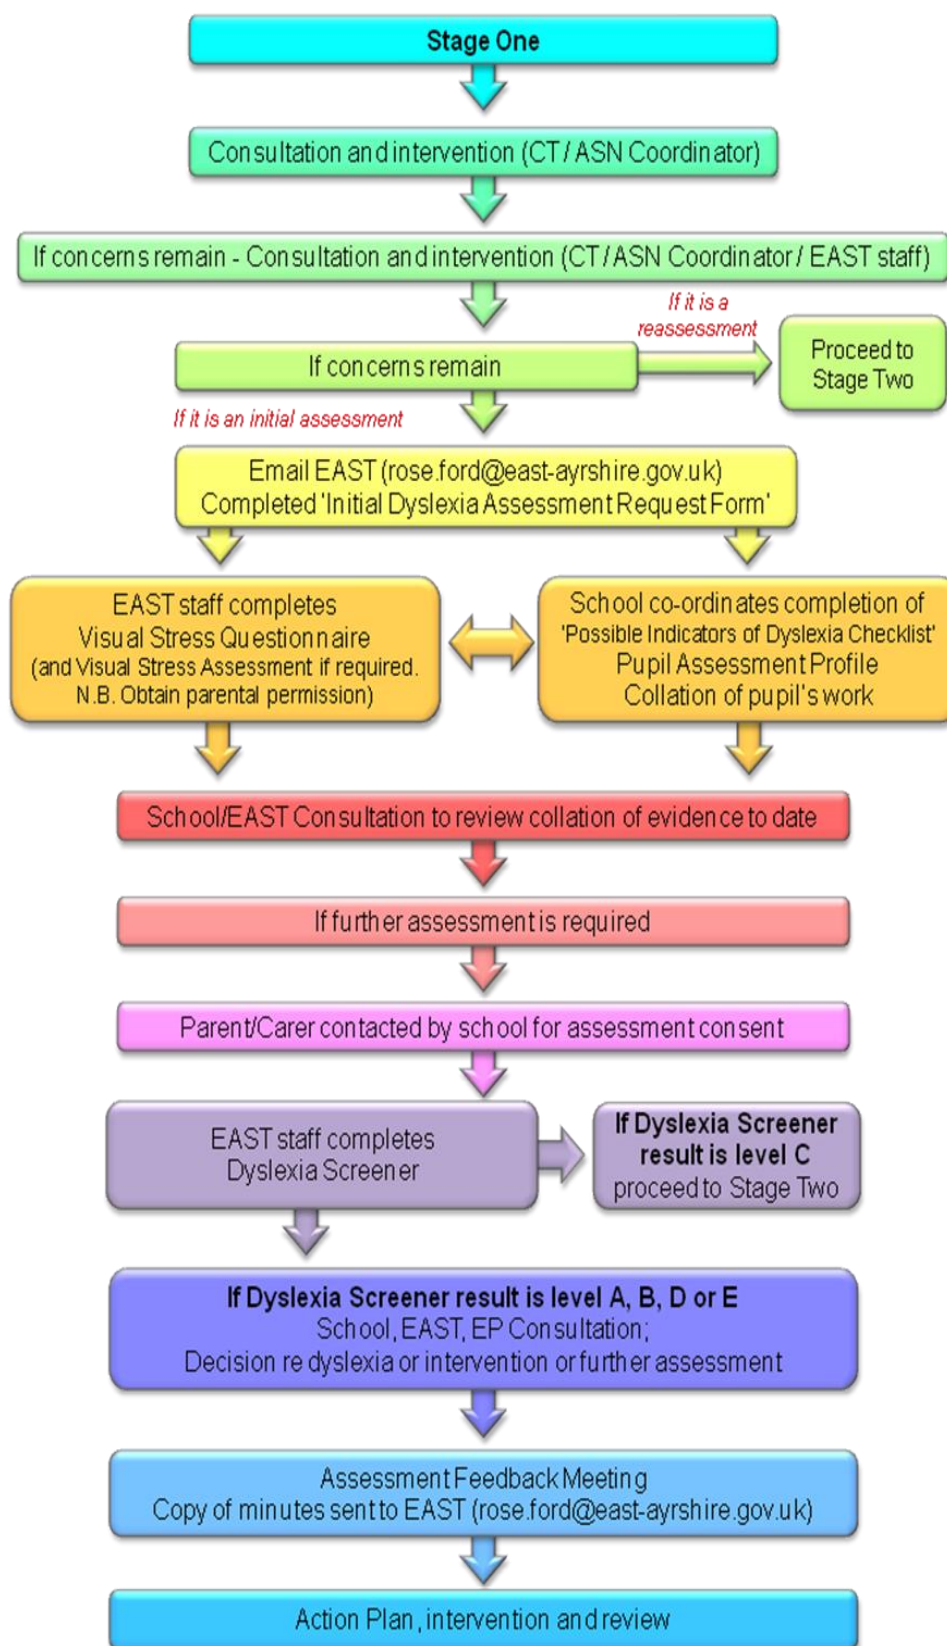 Stage One
Consultation and intervention (CT / ASN Coordinator)
If concerns remain - Consultation and intervention (CT / ASN Coordinator / EAST staff)
If it is a
reassessment
If concerns remain
Proceed to
Stage Two
If it is an initial assessment
Email EAST (rose.ford@east-ayrshire.gov.uk)
Completed 'Initial Dyslexia Assessment Request Form'
EAST staff completes
Visual Stress Questionnaire
(and Visual Stress Assessment if required.
N.B. Obtain parental permission)
School co-ordinates completion of
'Possible Indicators of Dyslexia Checklist'
Pupil Assessment Profile
Collation of pupil's work
School/EAST Consultation to review collation of evidence to date
If further assessment is required
Parent/Carer contacted by school for assessment consent
EAST staff completes
Dyslexia Screener
If Dyslexia Screener
result is level C
proceed to Stage Two
If Dyslexia Screener result is level A, B, D or E
School, EAST, EP Consultation;
Decision re dyslexia or intervention or further assessment
Assessment Feedback Meeting
Copy of minutes sent to EAST (rose.ford@east-ayrshire.gov.uk)
Action Plan, intervention and review